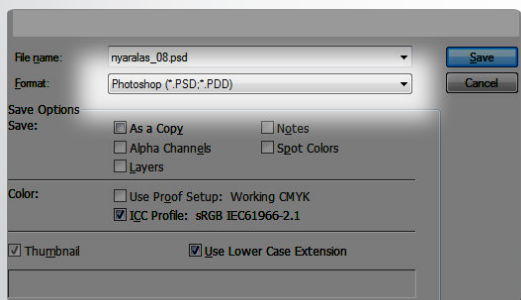 File name: nyaralas_08.psd Save
Format: Photoshop (*.PSD;*.PDD) Cancel
Save Options
Save: As a Copy Notes
Alpha Channels Spot Colors
Layers
Color: Use Proof Setup: Working CMYK
ICC Profile: sRGB IEC61966-2.1
Thumbnail Use Lower Case Extension